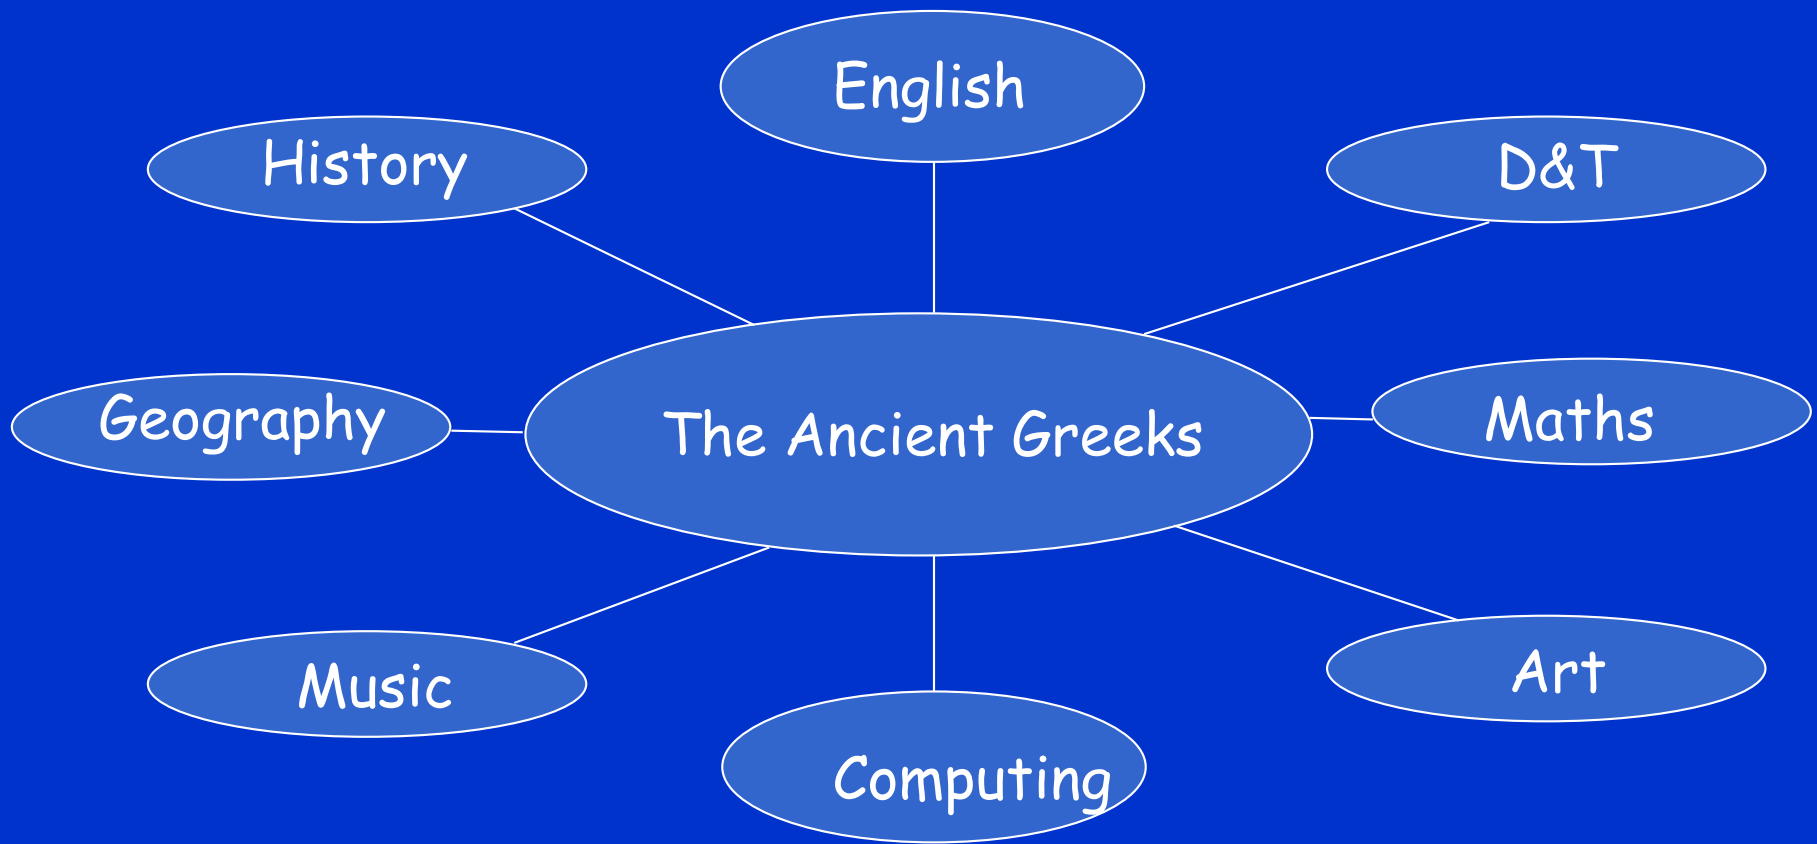 English
History
D&T
Geography
The Ancient Greeks
Maths
Music
Art
Computing